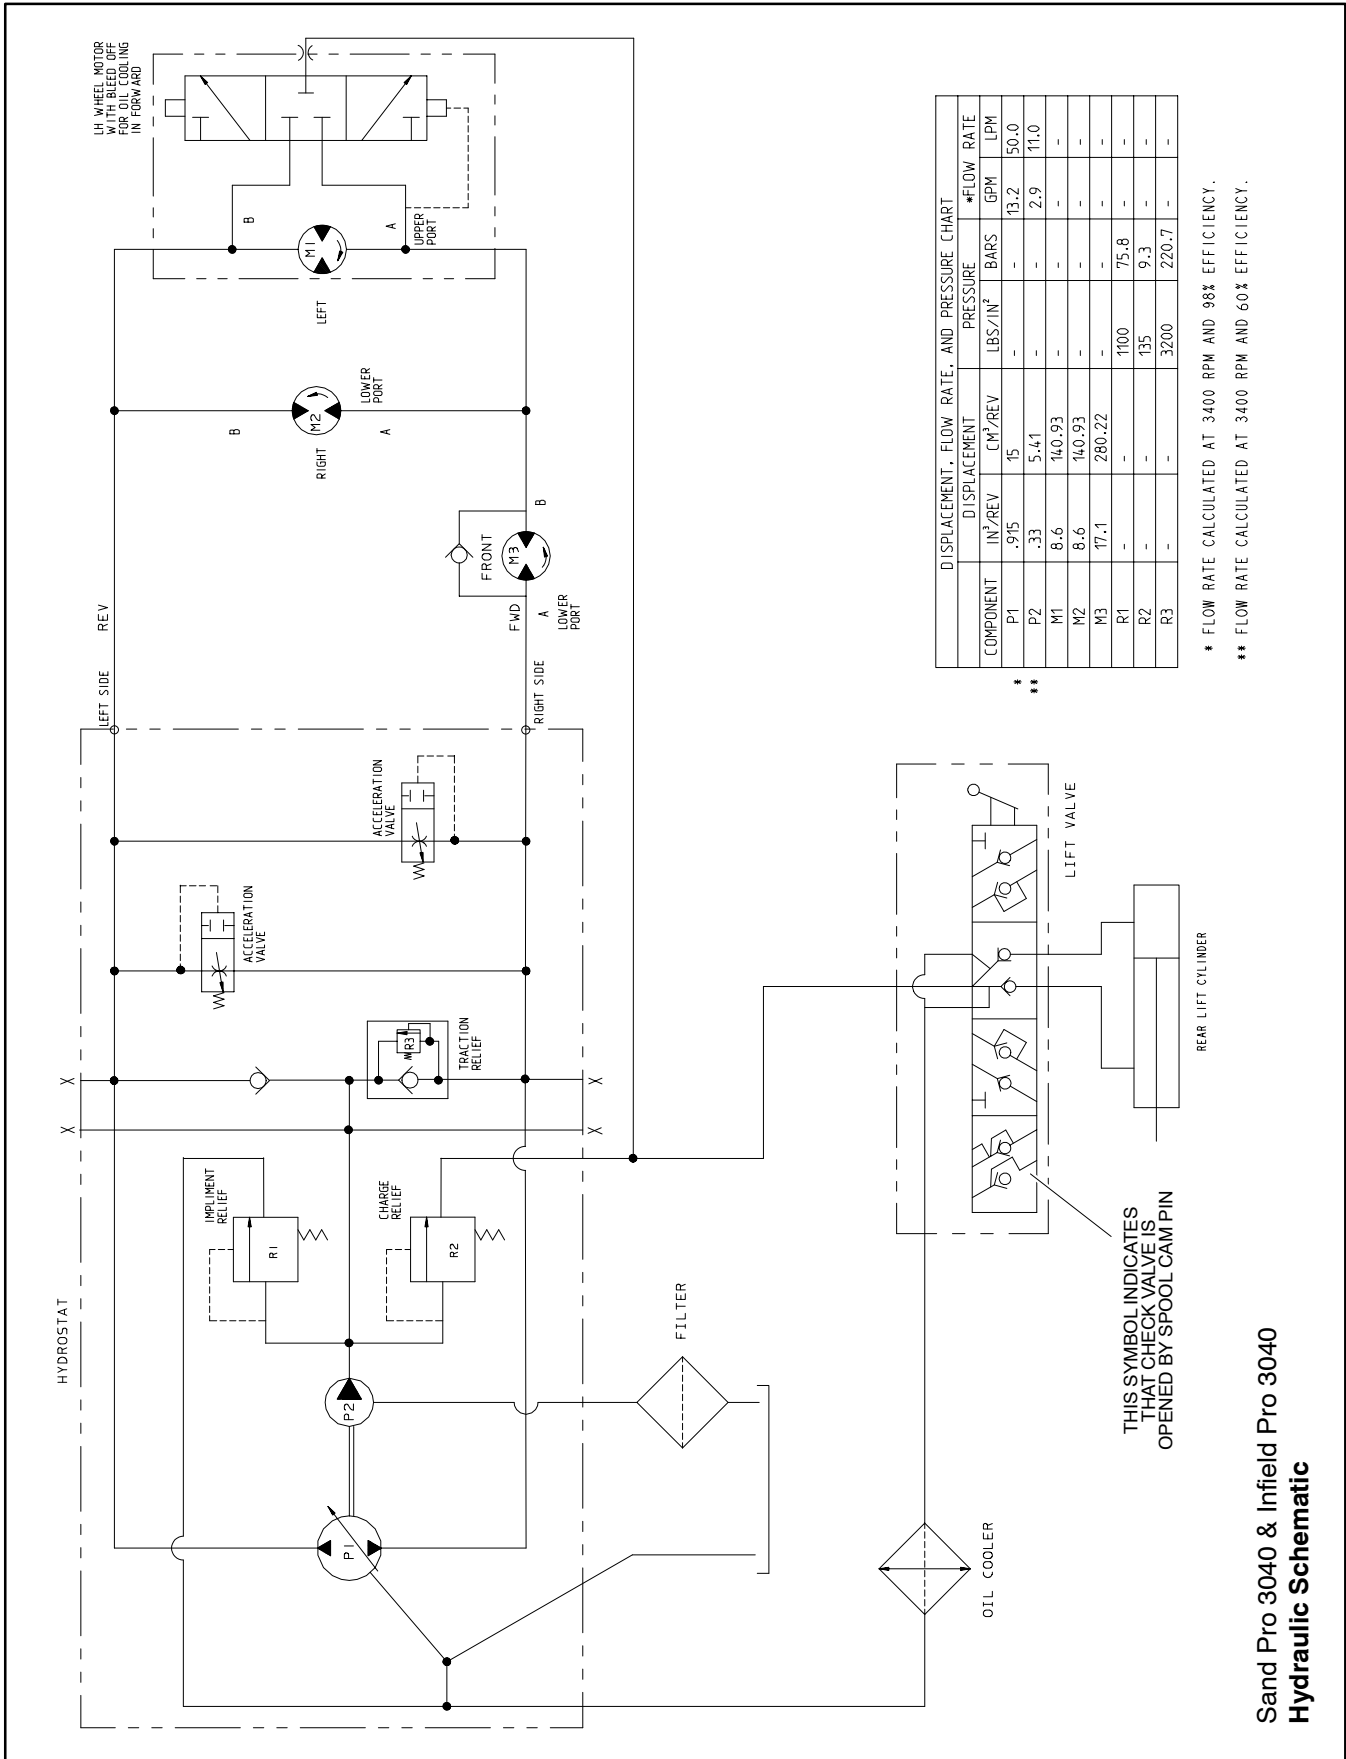 LH WHEEL MOTOR
WITH BLEED OFF
FOR OIL COOLING
IN FORWARD
B
A
UPPER
PORT
M1
LEFT
B
A
LOWER
PORT
M2
RIGHT
B
FRONT
M3
A
LOWER
PORT
REV
FWD
LEFT SIDE
RIGHT SIDE
ACCELERATION
VALVE
ACCELERATION
VALVE
R3
TRACTION
RELIEF
X
X
X
X
IMPLIMENT
RELIEF
R1
CHARGE
RELIEF
R2
HYDROSTAT
P2
P1
FILTER
DISPLACEMENT, FLOW RATE, AND PRESSURE CHART
DISPLACEMENT PRESSURE *FLOW RATE
COMPONENT IN³/REV CM³/REV LBS/IN² BARS GPM LPM
* P1 .915 15 - - 13.2 50.0
** P2 .33 5.41 - - 2.9 11.0
M1 8.6 140.93 - - - -
M2 8.6 140.93 - - - -
M3 17.1 280.22 - - - -
R1 - - 1100 75.8 - -
R2 - - 135 9.3 - -
R3 - - 3200 220.7 - -
* FLOW RATE CALCULATED AT 3400 RPM AND 98% EFFICIENCY.
** FLOW RATE CALCULATED AT 3400 RPM AND 60% EFFICIENCY.
LIFT VALVE
REAR LIFT CYLINDER
THIS SYMBOL INDICATES
THAT CHECK VALVE IS
OPENED BY SPOOL CAM PIN
OIL COOLER
Sand Pro 3040 & Infield Pro 3040
Hydraulic Schematic